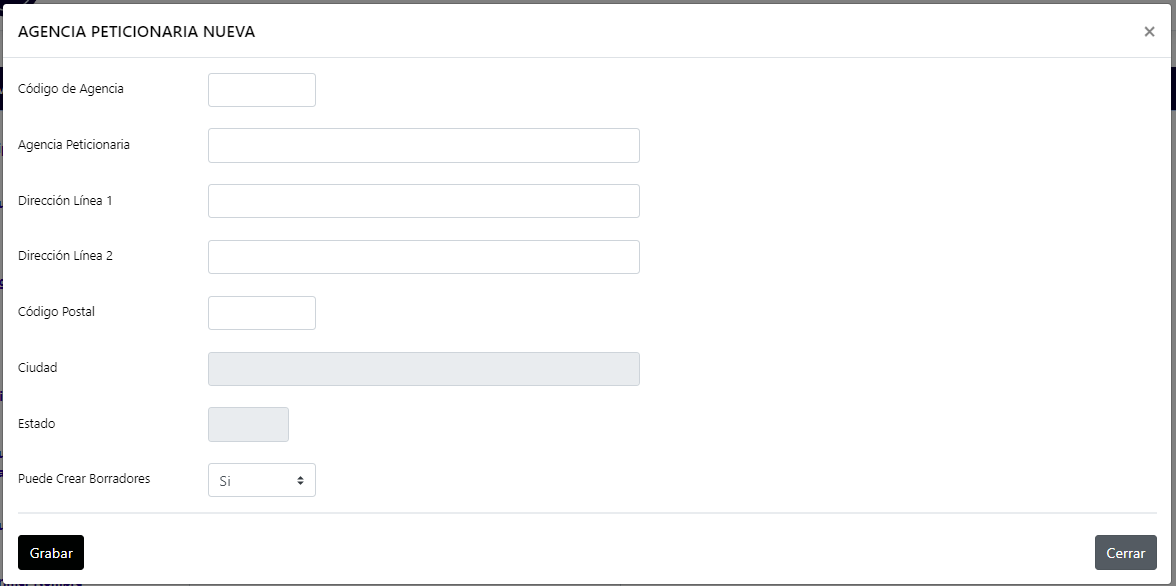 AGENCIA PETICIONARIA NUEVA ×
Código de Agencia
Agencia Peticionaria
Dirección Línea 1
Dirección Línea 2
Código Postal
Ciudad
Estado
Puede Crear Borradores Si
Grabar Cerrar